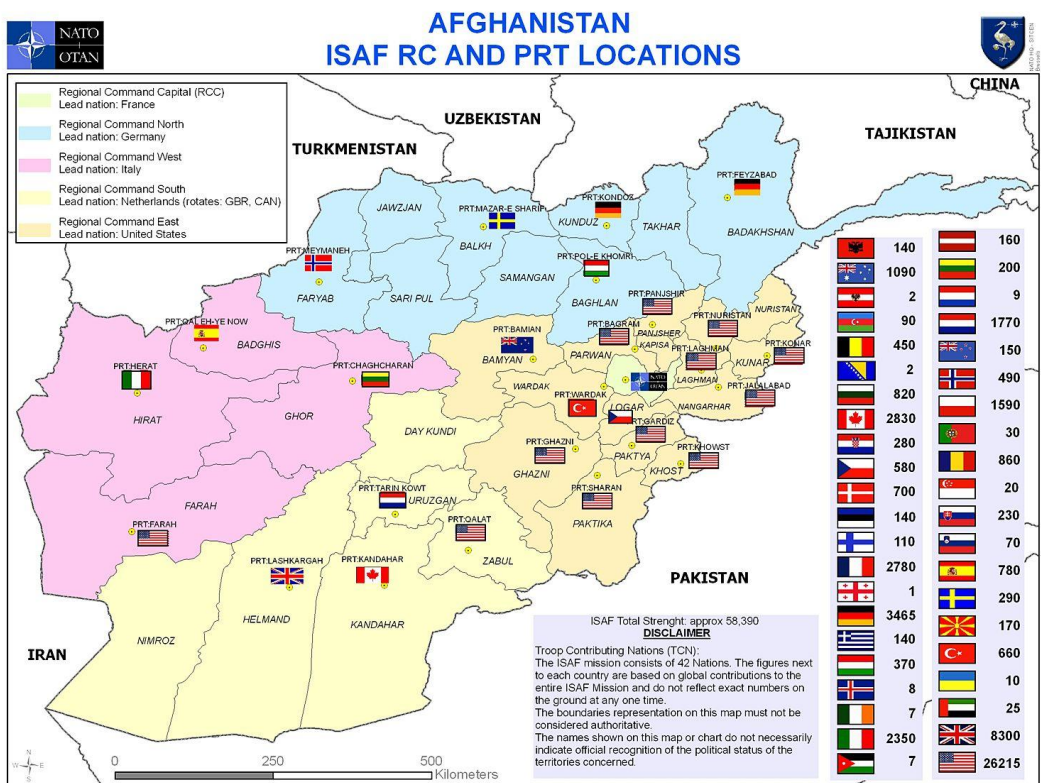 AFGHANISTAN
ISAF RC AND PRT LOCATIONS
NATO
OTAN
NATO HQ - SITCEN
Brussels
Regional Command Capital (RCC)
Lead nation: France
Regional Command North
Lead nation: Germany
Regional Command West
Lead nation: Italy
Regional Command South
Lead nation: Netherlands (rotates: GBR, CAN)
Regional Command East
Lead nation: United States
CHINA
UZBEKISTAN
TAJIKISTAN
TURKMENISTAN
PRT:FEYZABAD
JAWZJAN
PRT:MAZAR-E SHARIF
PRT:KONDOZ
KUNDUZ
TAKHAR
BADAKHSHAN
BALKH
PRT:MEYMANEH
PRT:POL-E KHOMRI
SAMANGAN
FARYAB
SARI PUL
BAGHLAN
PRT:PANJSHIR
NURISTAN
PRT:QALEH-YE NOW
PRT:BAMIAN
PRT:BAGRAM
PRT:NURISTAN
PANJSHER
BADGHIS
KAPISA
PRT:LAGHMAN
PRT:KONAR
PRT:HERAT
PRT:CHAGHCHARAN
BAMYAN
PARWAN
KUNAR
WARDAK
NATO
OTAN
LAGHMAN
PRT:JALALABAD
PRT:WARDAK
LOGAR
NANGARHAR
HIRAT
GHOR
PRT:GARDIZ
DAY KUNDI
PRT:GHAZNI
PRT:KHOWST
PAKTYA
GHAZNI
KHOST
PRT:TARIN KOWT
PRT:SHARAN
URUZGAN
FARAH
PRT:FARAH
PRT:QALAT
PAKTIKA
PRT:LASHKARGAH
PRT:KANDAHAR
ZABUL
PAKISTAN
HELMAND
KANDAHAR
NIMROZ
IRAN
140
1090
2
90
450
2
820
2830
280
580
700
140
110
2780
1
3465
140
370
8
7
2350
7
160
200
9
1770
150
490
1590
30
860
20
230
70
780
290
170
660
10
25
8300
26215
ISAF Total Strenght: approx 58,390
DISCLAIMER
Troop Contributing Nations (TCN):
The ISAF mission consists of 42 Nations. The figures next
to each country are based on global contributions to the
entire ISAF Mission and do not reflect exact numbers on
the ground at any one time.
The boundaries representation on this map must not be
considered authoritative.
The names shown on this map or chart do not necessarily
indicate official recognition of the political status of the
territories concerned.
N
W
E
S
0
250
500
Kilometers